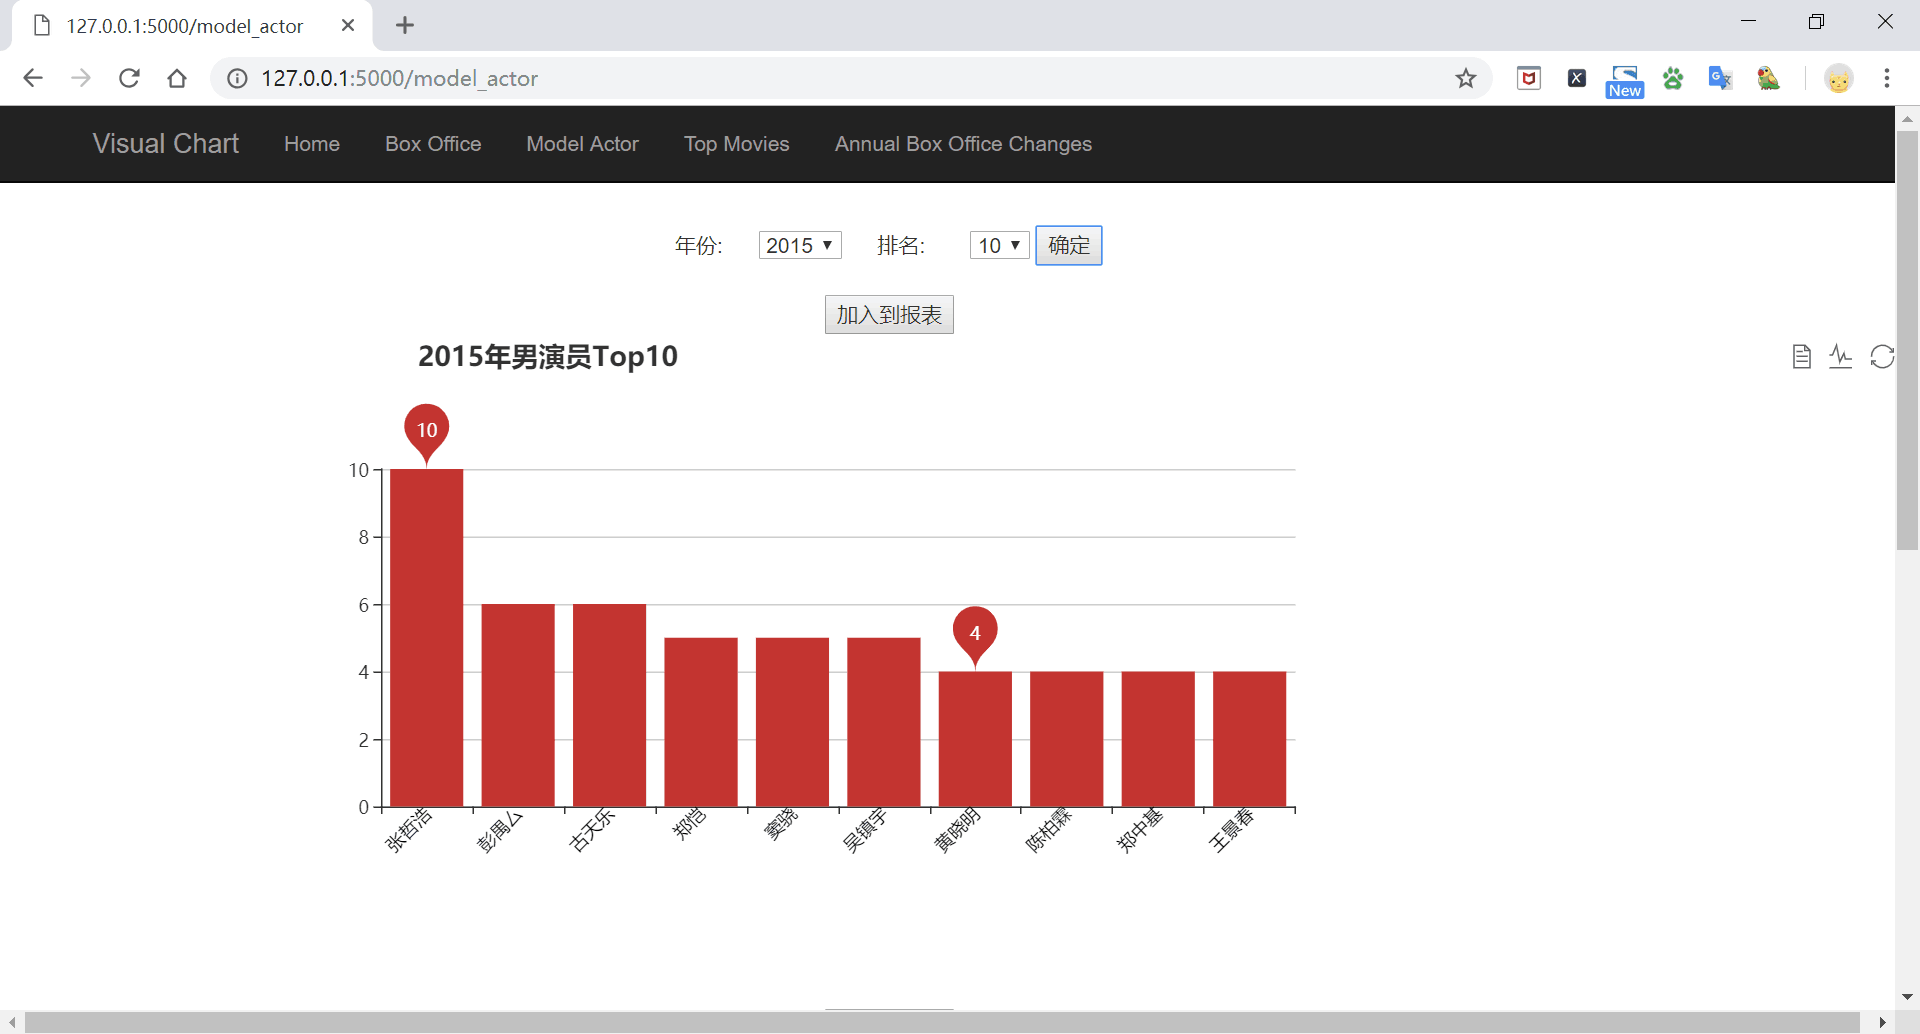 127.0.0.1:5000/model_actor
127.0.0.1:5000/model_actor
New
Visual Chart Home Box Office Model Actor Top Movies Annual Box Office Changes
年份: 2015 排名: 10 确定
加入到报表
2015年男演员Top10
10
10
8
6
4
4
2
0
张哲浩 彭禺厶 古天乐 郑恺 窦骁 吴镇宇 黄晓明 陈柏霖 郑中基 王景春